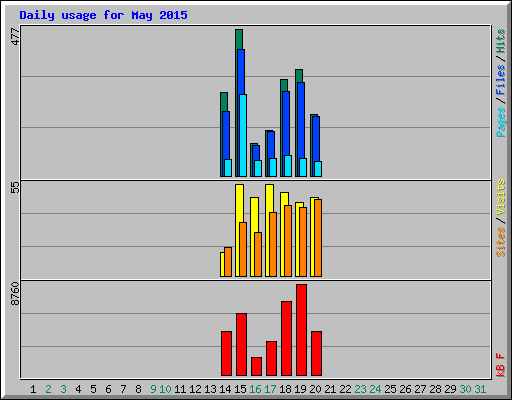 Daily usage for May 2015
477
Pages / Files / Hits
55
Sites / Visits
8760
kB F
1 2 3 4 5 6 7 8 9 10 11 12 13 14 15 16 17 18 19 20 21 22 23 24 25 26 27 28 29 30 31